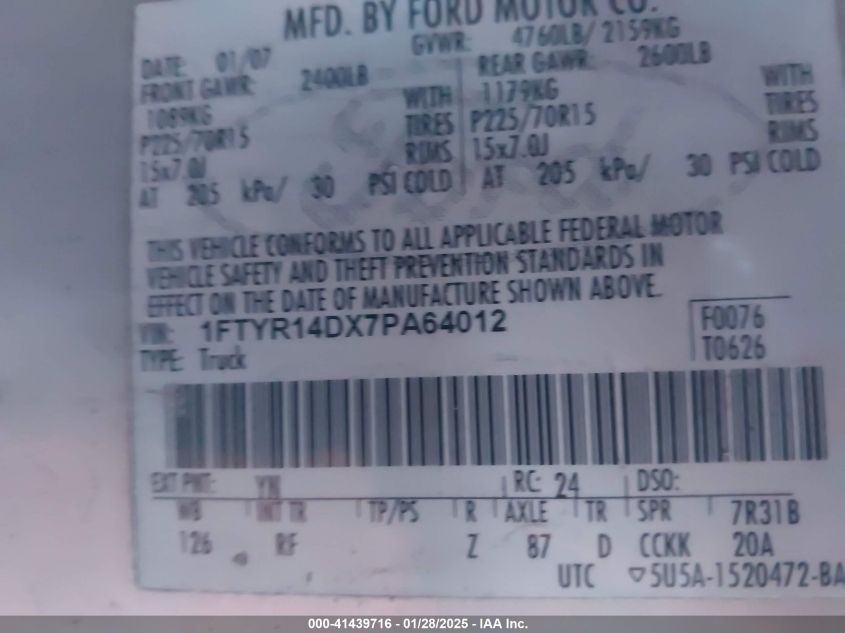 MFD. BY FORD MOTOR CO.
DATE: 01/07 GVWR: 4760LB/ 2159KG
FRONT GAWR: 2400LB REAR GAWR: 2600LB
1089KG WITH 1179KG WITH
P225/70R15 TIRES P225/70R15 TIRES
15x7.0J RIMS 15x7.0J RIMS
AT 205 kPa/ 30 PSI COLD AT 205 kPa/ 30 PSI COLD
THIS VEHICLE CONFORMS TO ALL APPLICABLE FEDERAL MOTOR
VEHICLE SAFETY AND THEFT PREVENTION STANDARDS IN
EFFECT ON THE DATE OF MANUFACTURE SHOWN ABOVE.
VIN: 1FTYR14DX7PA64012 F0076
TYPE: Truck T0626
EXT PNT: YN RC: 24 DSO:
WB INT TR TP/PS R AXLE TR SPR 7R31B
126 RF Z 87 D CCKK 20A
UTC ▽5U5A-1520472-BA
000-41439716 - 01/28/2025 - IAA Inc.